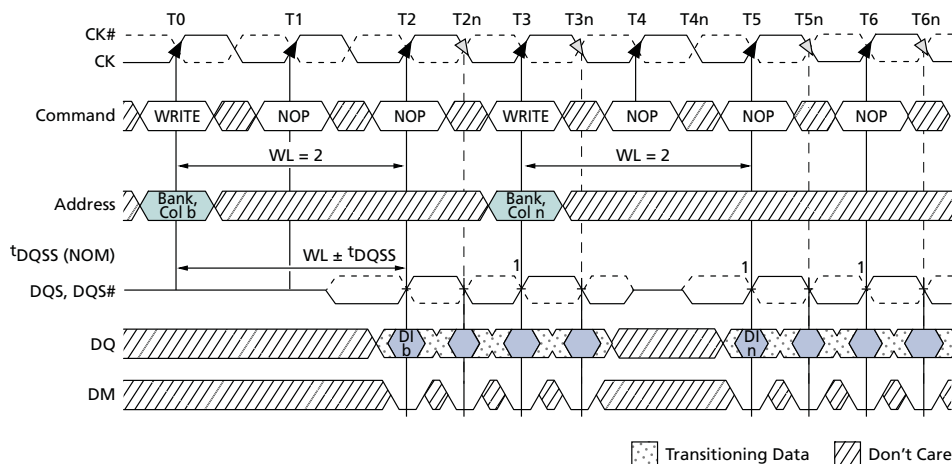 T0 T1 T2 T2n T3 T3n T4 T4n T5 T5n T6 T6n
CK#
CK
Command WRITE NOP NOP WRITE NOP NOP NOP
WL = 2 WL = 2
Address Bank, Col b Bank, Col n
tDQSS (NOM)
WL ± tDQSS
1 1 1
DQS, DQS#
DQ DI b DI n
DM
Transitioning Data Don't Care